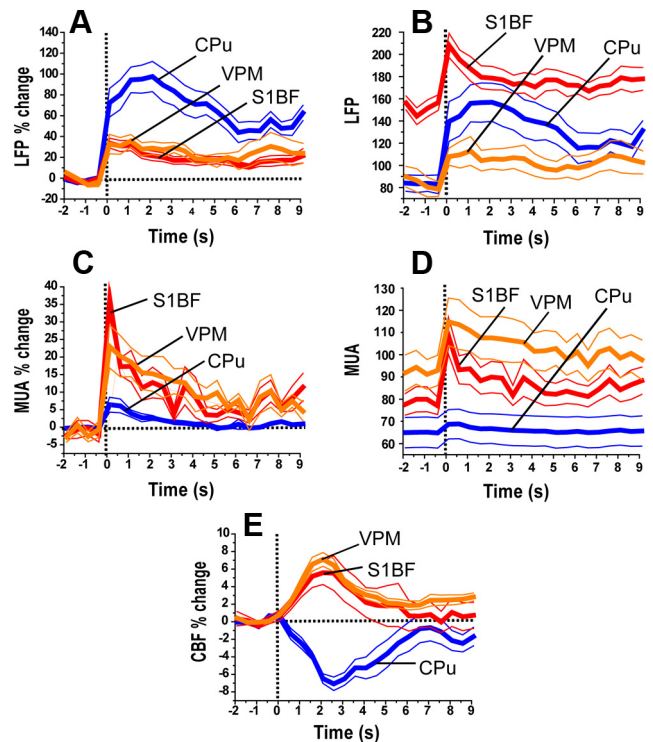 A
LFP % change
140
120
100
80
60
40
20
0
-20
CPu
VPM
S1BF
-2 -1 0 1 2 3 4 5 6 7 8 9
Time (s)
B
LFP
220
200
180
160
140
120
100
80
S1BF
VPM
CPu
-2 -1 0 1 2 3 4 5 6 7 8 9
Time (s)
C
MUA % change
40
35
30
25
20
15
10
5
0
-5
S1BF
VPM
CPu
-2 -1 0 1 2 3 4 5 6 7 8 9
Time (s)
D
MUA
130
120
110
100
90
80
70
60
S1BF
VPM
CPu
-2 -1 0 1 2 3 4 5 6 7 8 9
Time (s)
E
CBF % change
10
8
6
4
2
0
-2
-4
-6
-8
VPM
S1BF
CPu
-2 -1 0 1 2 3 4 5 6 7 8 9
Time (s)